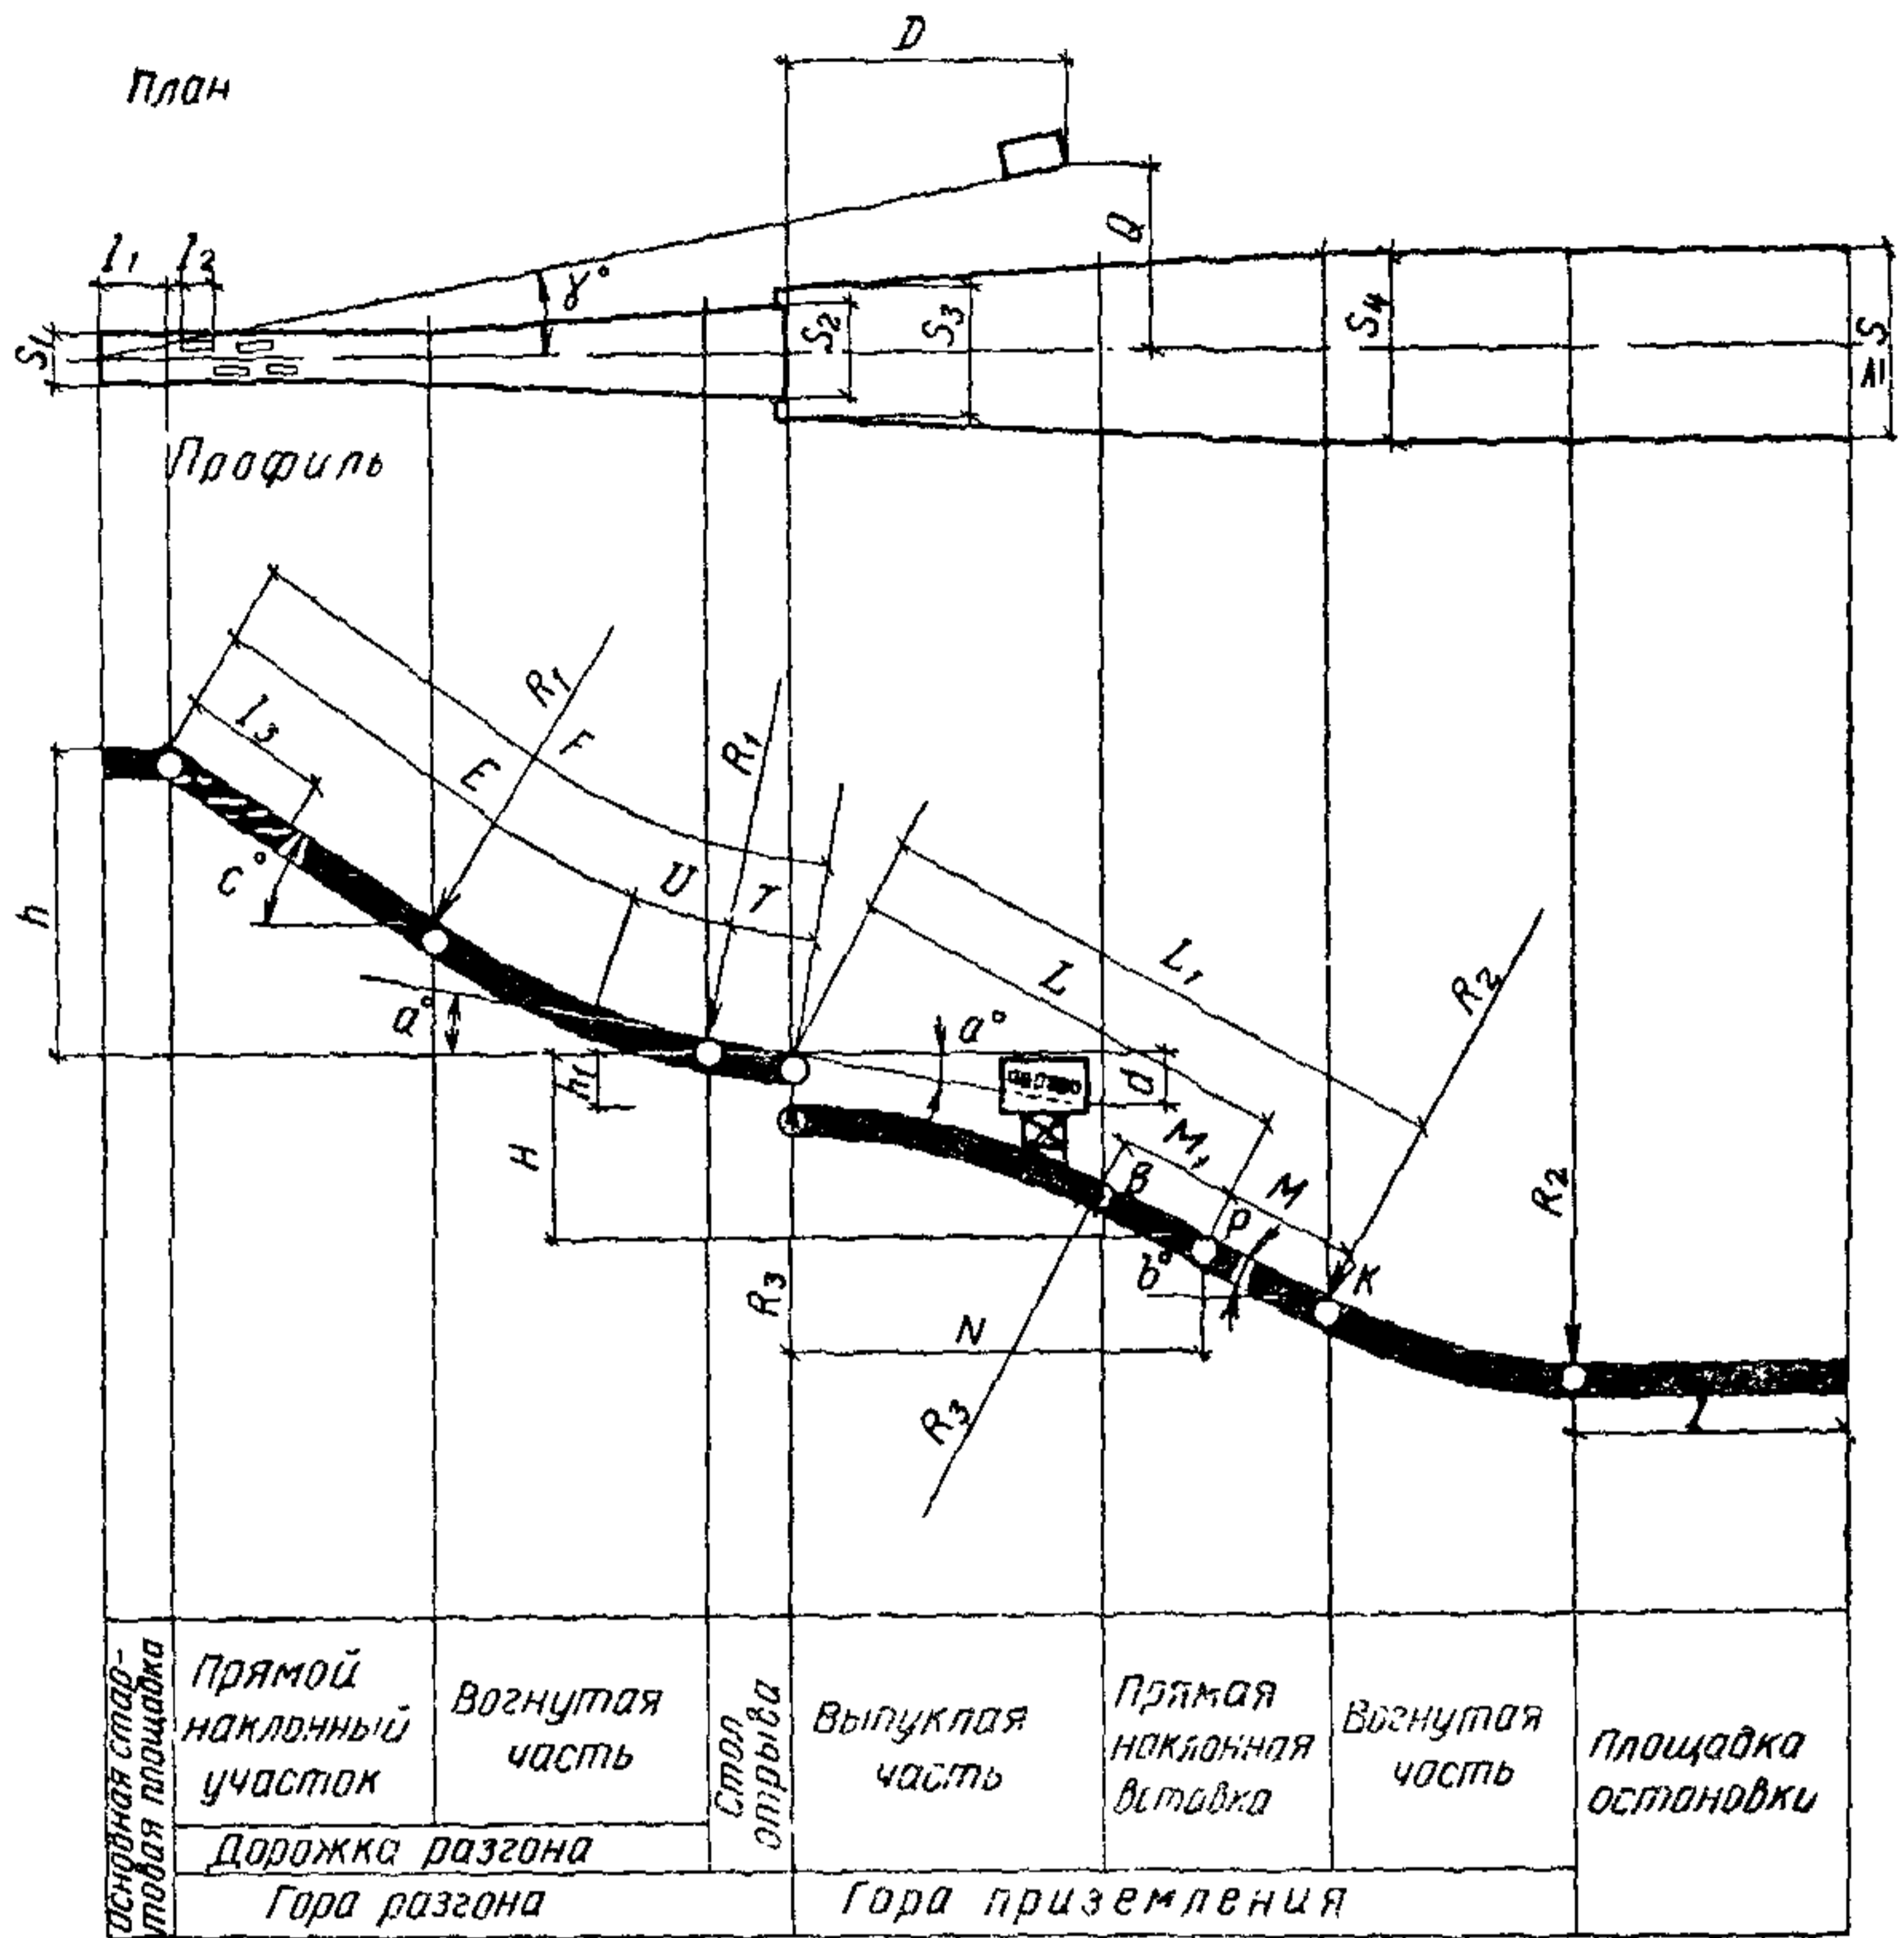 План
D
Q
l₁
l₂
γ°
S₁
S₂
S₃
S₄
S
Профиль
R₁
F
l₃
E
R₁
c°
U
T
h
a°
L₁
L
R₂
a°
d
h₁
H
M₁
M
B
P
b°
K
R₂
R₃
N
R₃
l
Основная стар-
товая площадка
Прямой
наклонный
участок
Вогнутая
часть
Стол
отрыва
Выпуклая
часть
Прямая
наклонная
вставка
Вогнутая
часть
Площадка
остановки
Дорожка разгона
Гора разгона
Гора приземления